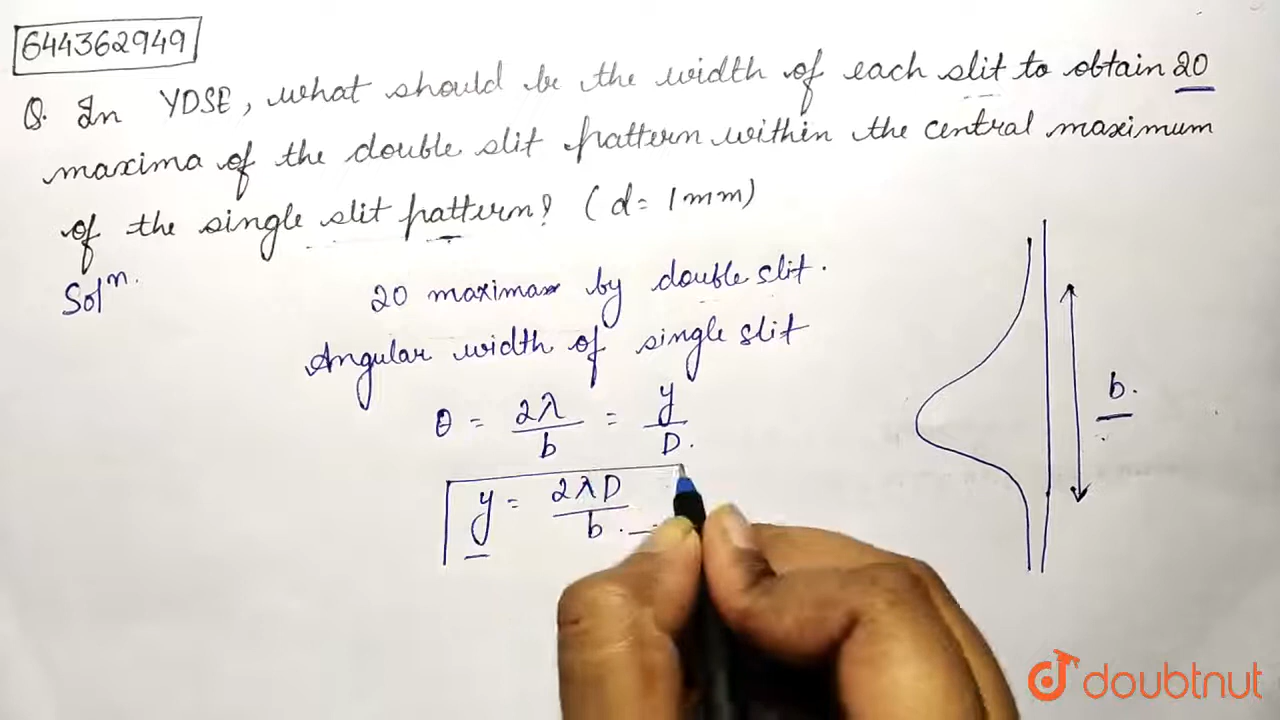 644362949
Q. In YDSE, what should be the width of each slit to obtain 20
maxima of the double slit pattern within the central maximum
of the single slit pattern? (d = 1mm)
Solⁿ.
20 maxima by double slit.
Angular width of single slit
θ = 2λ/b = y/D.
y = 2λD/b.
b.
doubtnut